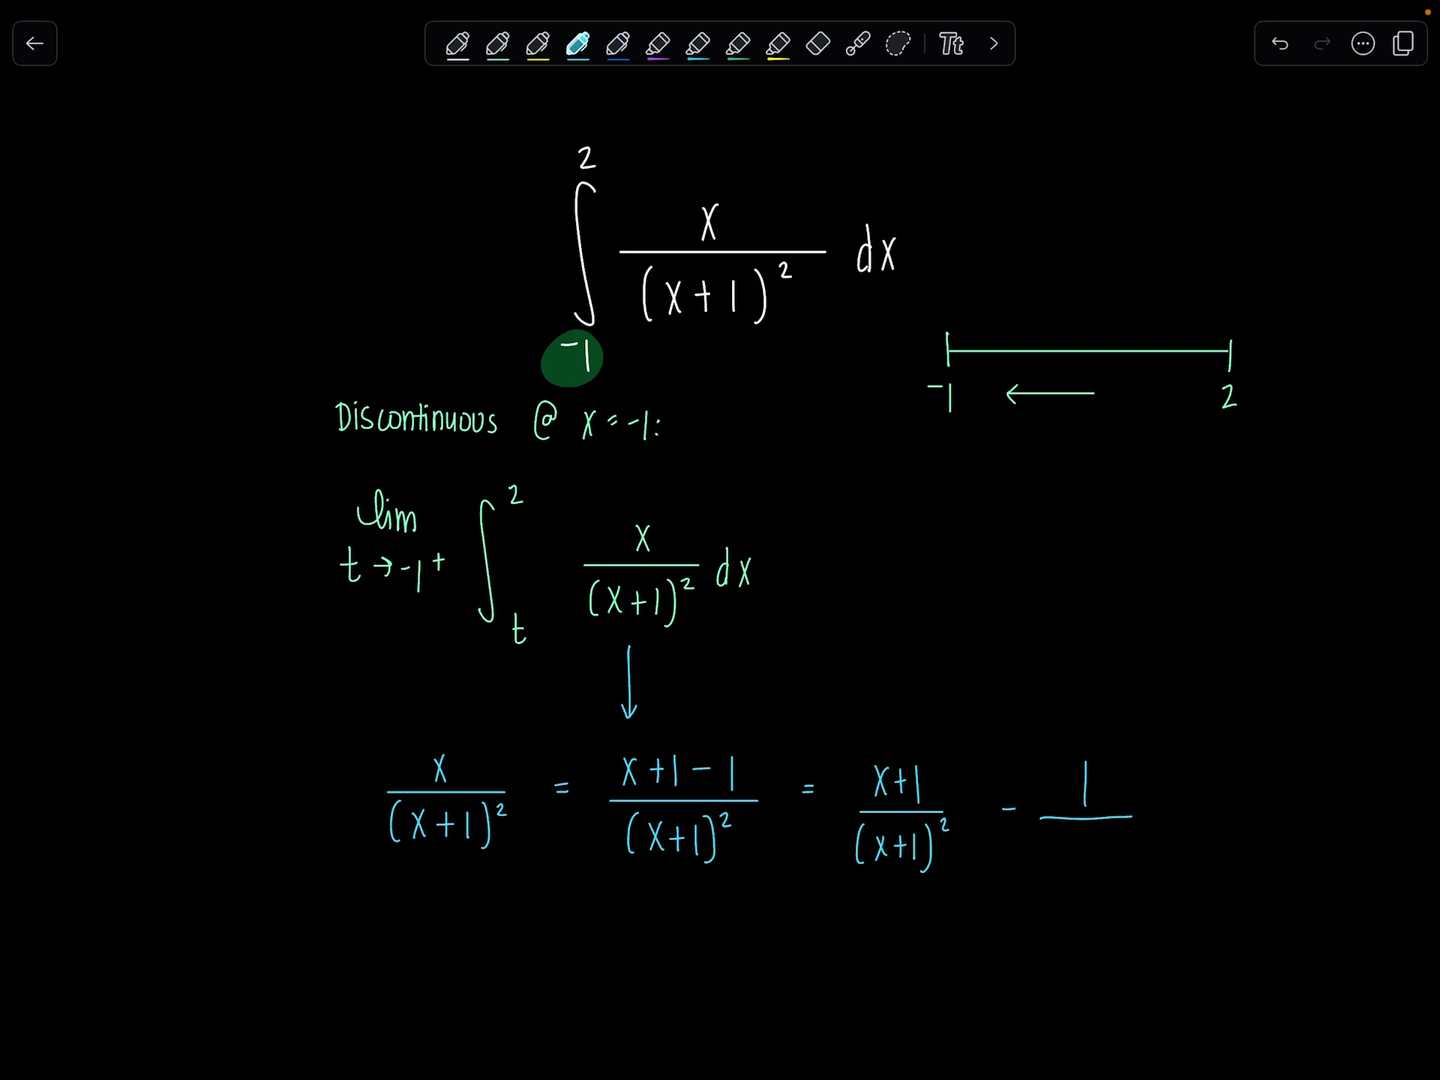 Tt
∫_{-1}^{2} x/(x+1)^2 dx
-1 ← 2
Discontinuous @ x = -1:
lim t→-1+ ∫_{t}^{2} x/(x+1)^2 dx
↓
x/(x+1)^2 = x+1-1/(x+1)^2 = x+1/(x+1)^2 - 1/